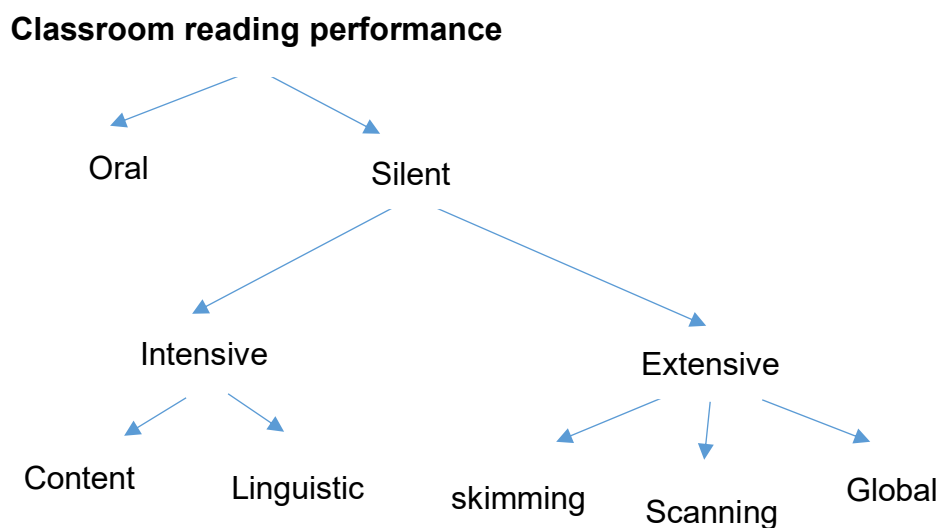 Classroom reading performance
Oral
Silent
Intensive
Extensive
Content
Linguistic
skimming
Scanning
Global